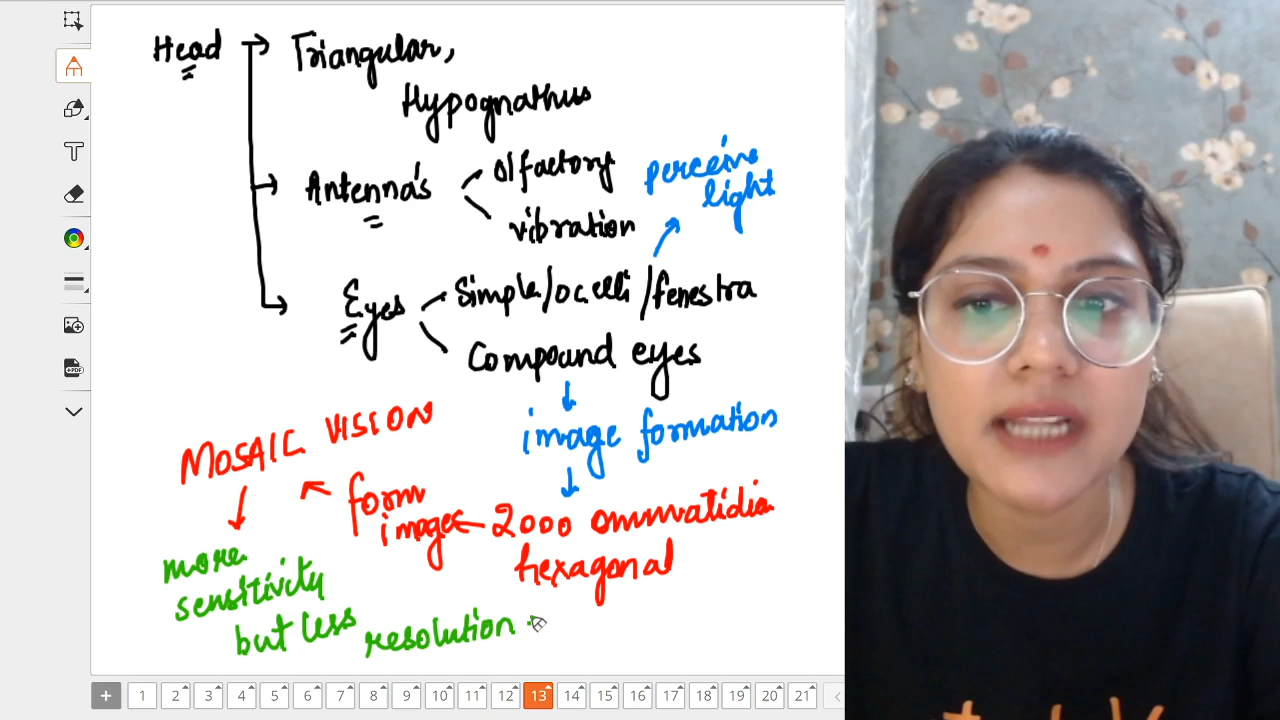 Head → Triangular,
Hypognathus
Antenna's
olfactory
vibration
perceive
light
Eyes
Simple/ocelli/fenestra
Compound eyes
image formation
2000 ommatidia
hexagonal
form
images
MOSAIC VISION
more
sensitivity
but less resolution
T
PDF
+ 1 2 3 4 5 6 7 8 9 10 11 12 13 14 15 16 17 18 19 20 21